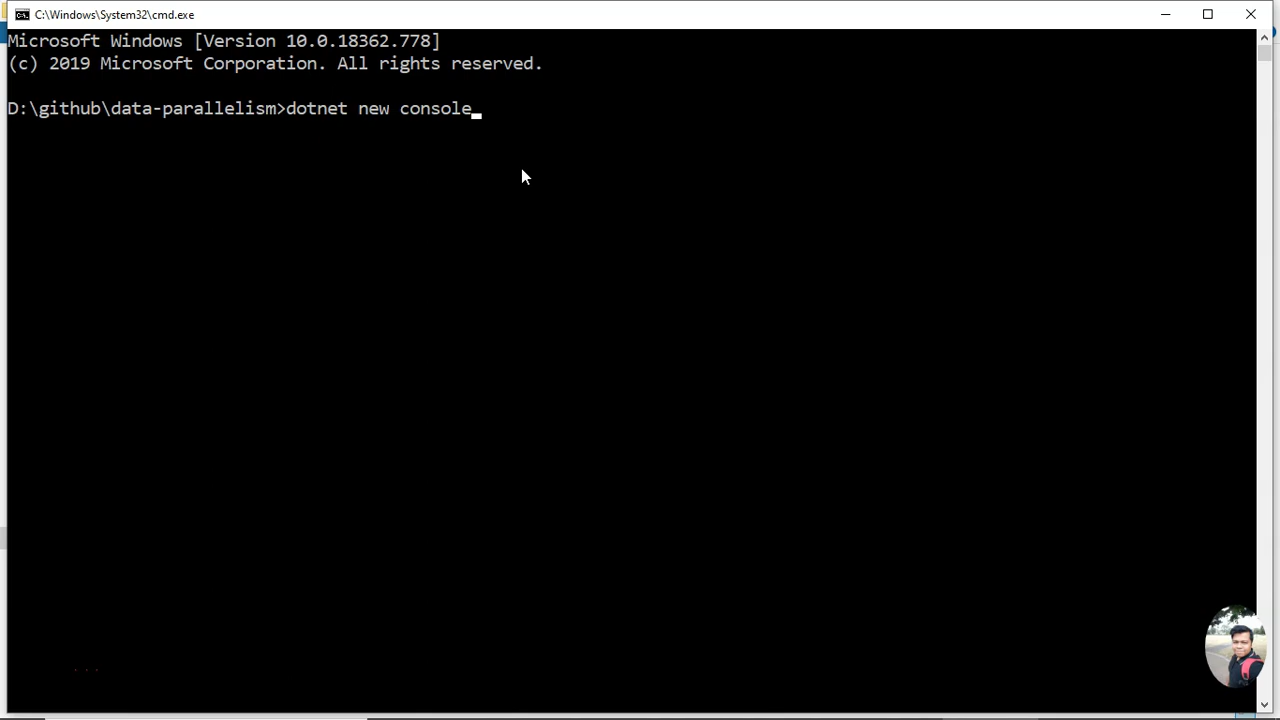 C:\Windows\System32\cmd.exe
Microsoft Windows [Version 10.0.18362.778]
(c) 2019 Microsoft Corporation. All rights reserved.
D:\github\data-parallelism>dotnet new console